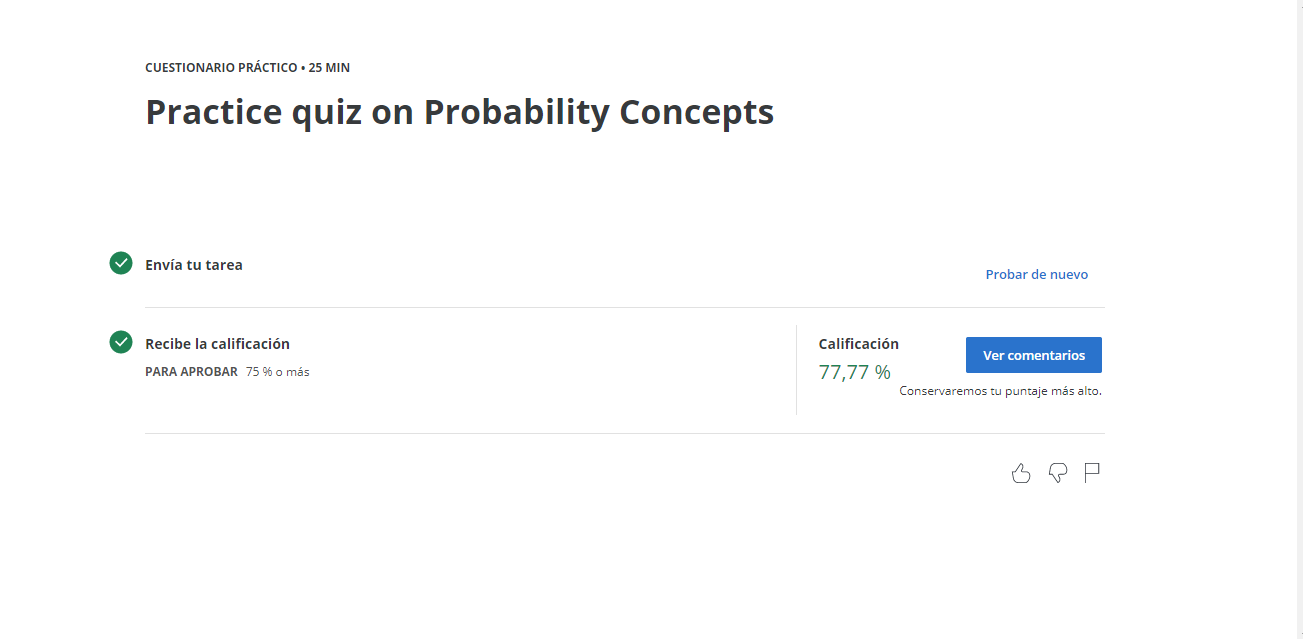 CUESTIONARIO PRÁCTICO • 25 MIN
Practice quiz on Probability Concepts
Envía tu tarea
Probar de nuevo
Recibe la calificación
PARA APROBAR 75 % o más
Calificación
77,77 %
Ver comentarios
Conservaremos tu puntaje más alto.